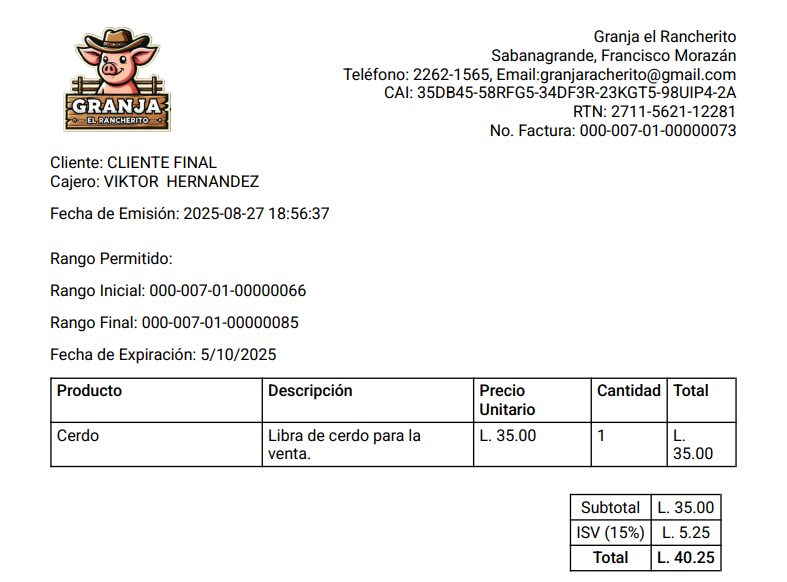 GRANJA
EL RANCHERITO
Granja el Rancherito
Sabanagrande, Francisco Morazán
Teléfono: 2262-1565, Email:granjaracherito@gmail.com
CAI: 35DB45-58RFG5-34DF3R-23KGT5-98UIP4-2A
RTN: 2711-5621-12281
No. Factura: 000-007-01-00000073
Cliente: CLIENTE FINAL
Cajero: VIKTOR HERNANDEZ
Fecha de Emisión: 2025-08-27 18:56:37
Rango Permitido:
Rango Inicial: 000-007-01-00000066
Rango Final: 000-007-01-00000085
Fecha de Expiración: 5/10/2025
Producto Descripción Precio Unitario Cantidad Total
Cerdo Libra de cerdo para la venta. L. 35.00 1 L. 35.00
Subtotal L. 35.00
ISV (15%) L. 5.25
Total L. 40.25